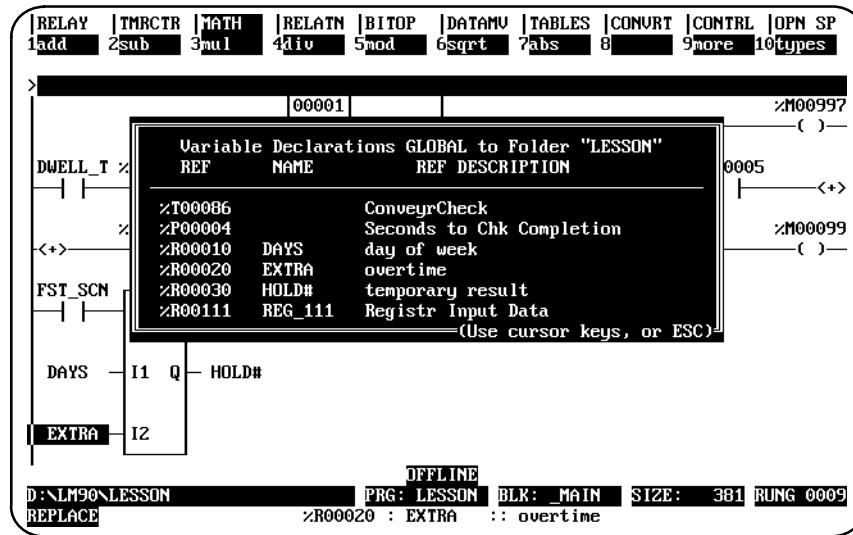 RELAY TMRCTR MATH RELATN BITOP DATAMV TABLES CONVRT CONTRL OPN SP
1add 2sub 3mul 4div 5mod 6sqrt 7abs 8 9more 10types
>
00001 %M00997
( )
Variable Declarations GLOBAL to Folder "LESSON"
DWELL_T % REF NAME REF DESCRIPTION 0005
<+>
%T00086 ConveyrCheck
% %P00004 Seconds to Chk Completion %M00099
<+> %R00010 DAYS day of week ( )
%R00020 EXTRA overtime
FST_SCN %R00030 HOLD# temporary result
%R00111 REG_111 Registr Input Data
(Use cursor keys, or ESC)
DAYS I1 Q HOLD#
EXTRA I2
OFFLINE
D:\LM90\LESSON PRG: LESSON BLK: _MAIN SIZE: 381 RUNG 0009
REPLACE %R00020 : EXTRA :: overtime